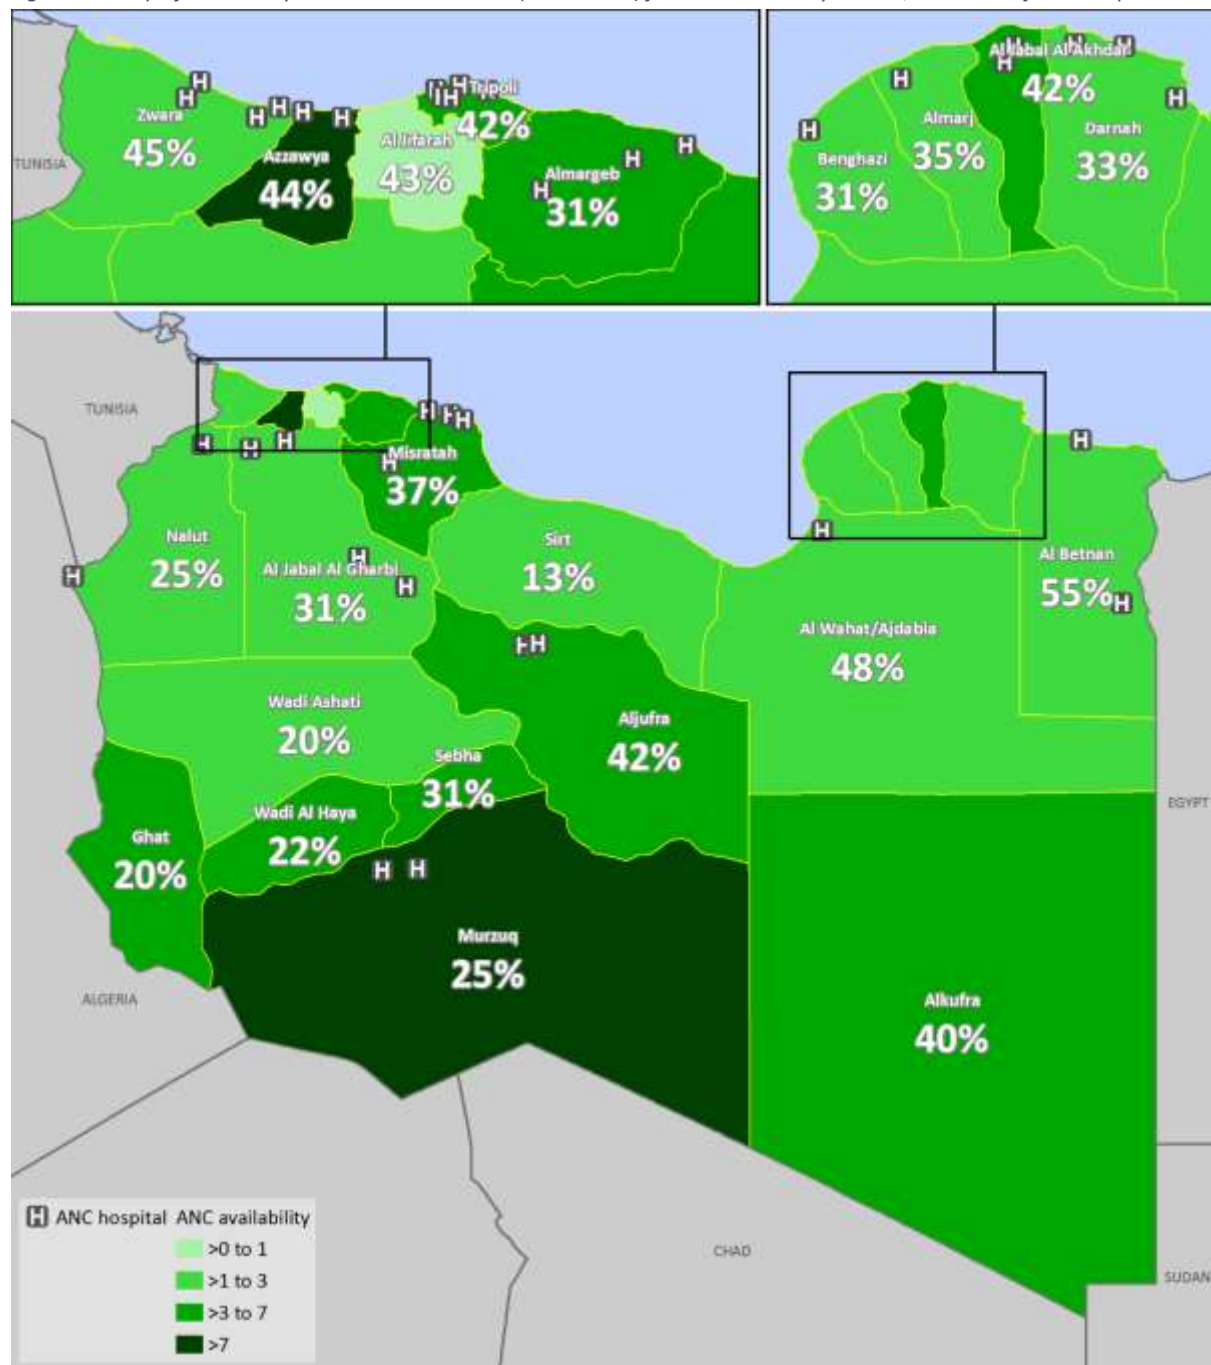 Zwara
45%
TUNISIA
Azzawya
44%
Al Jifarah
43%
Tripoli
42%
Almargeb
31%
Al Jabal Al Akhdar
42%
Almarj
35%
Darnah
33%
Benghazi
31%
TUNISIA
Misratah
37%
Nalut
25%
Al Jabal Al Gharbi
31%
Sirt
13%
Al Betnan
55%
Al Wahat/Ajdabia
48%
Wadi Ashati
20%
Aljufra
42%
Sebha
31%
Wadi Al Haya
22%
Ghat
20%
EGYPT
Murzuq
25%
Alkufra
40%
ALGERIA
CHAD
SUDAN
H ANC hospital ANC availability
>0 to 1
>1 to 3
>3 to 7
>7